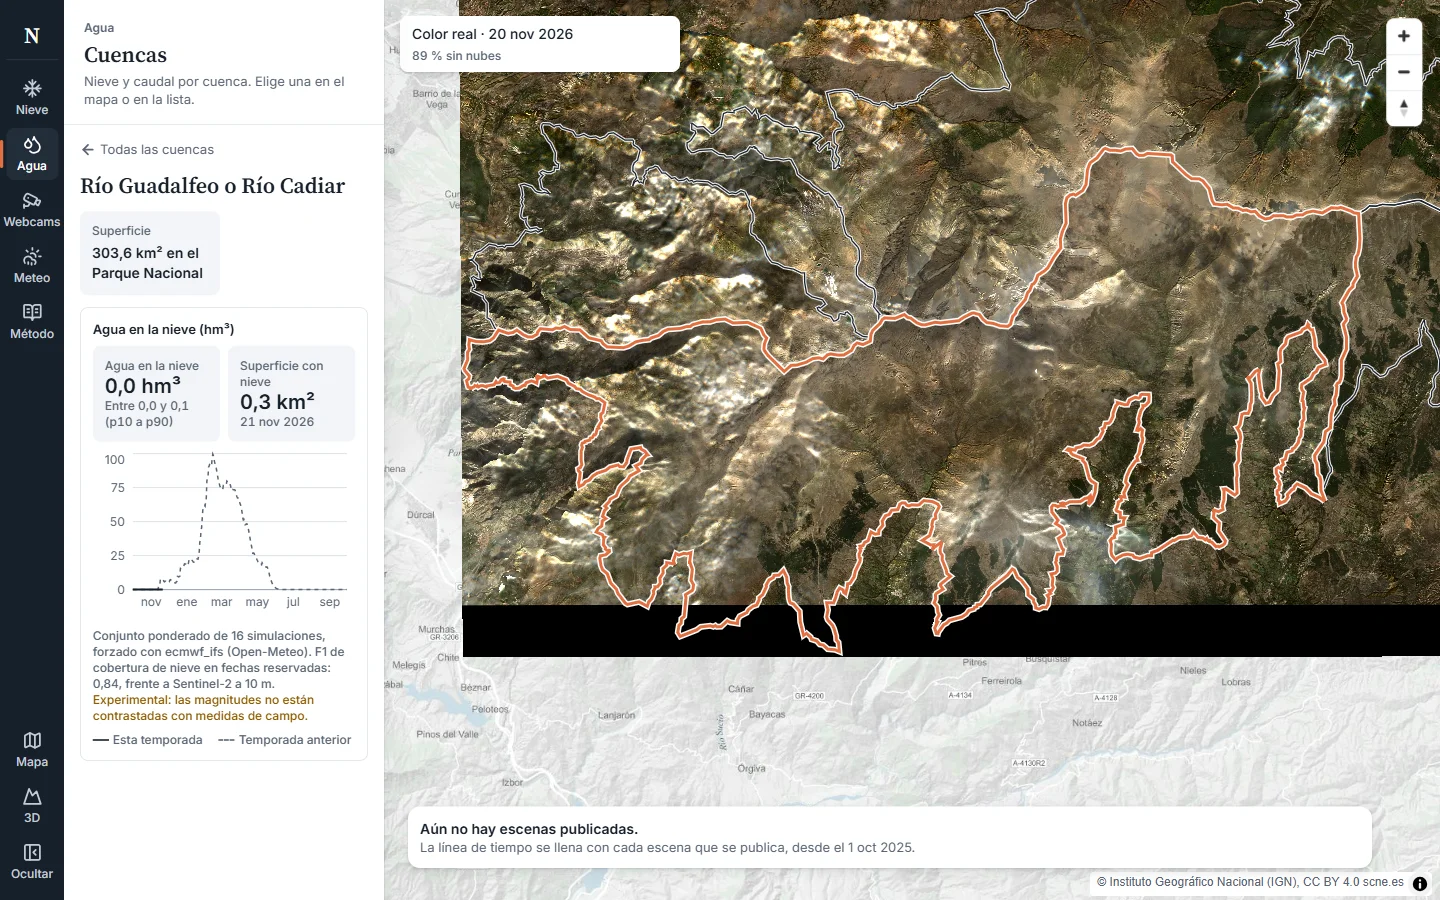 N
Nieve
Agua
Webcams
Meteo
Método
Mapa
3D
Ocultar
Agua
Cuencas
Nieve y caudal por cuenca. Elige una en el
mapa o en la lista.
Todas las cuencas
Río Guadalfeo o Río Cadiar
Superficie
303,6 km² en el
Parque Nacional
Agua en la nieve (hm³)
Agua en la nieve
0,0 hm³
Entre 0,0 y 0,1
(p10 a p90)
Superficie con
nieve
0,3 km²
21 nov 2026
100
75
50
25
0
nov ene mar may jul sep
Conjunto ponderado de 16 simulaciones,
forzado con ecmwf_ifs (Open-Meteo). F1 de
cobertura de nieve en fechas reservadas:
0,84, frente a Sentinel-2 a 10 m.
Experimental: las magnitudes no están
contrastadas con medidas de campo.
Esta temporada
Temporada anterior
Color real · 20 nov 2026
89 % sin nubes
Barrio de la
Vega
Dúrcal
Murchas
GR-3206
Chite
Melegís
Béznar
Peloteos
Pinos del Valle
Izbor
Lanjarón
Cáñar
Bayacas
GR-4200
Río Sucio
Órgiva
Pitres
Busquístar
Ferreirola
A-4134
A-4128
Nieles
Lobras
Notáez
A-4130R2
Aún no hay escenas publicadas.
La línea de tiempo se llena con cada escena que se publica, desde el 1 oct 2025.
© Instituto Geográfico Nacional (IGN), CC BY 4.0 scne.es